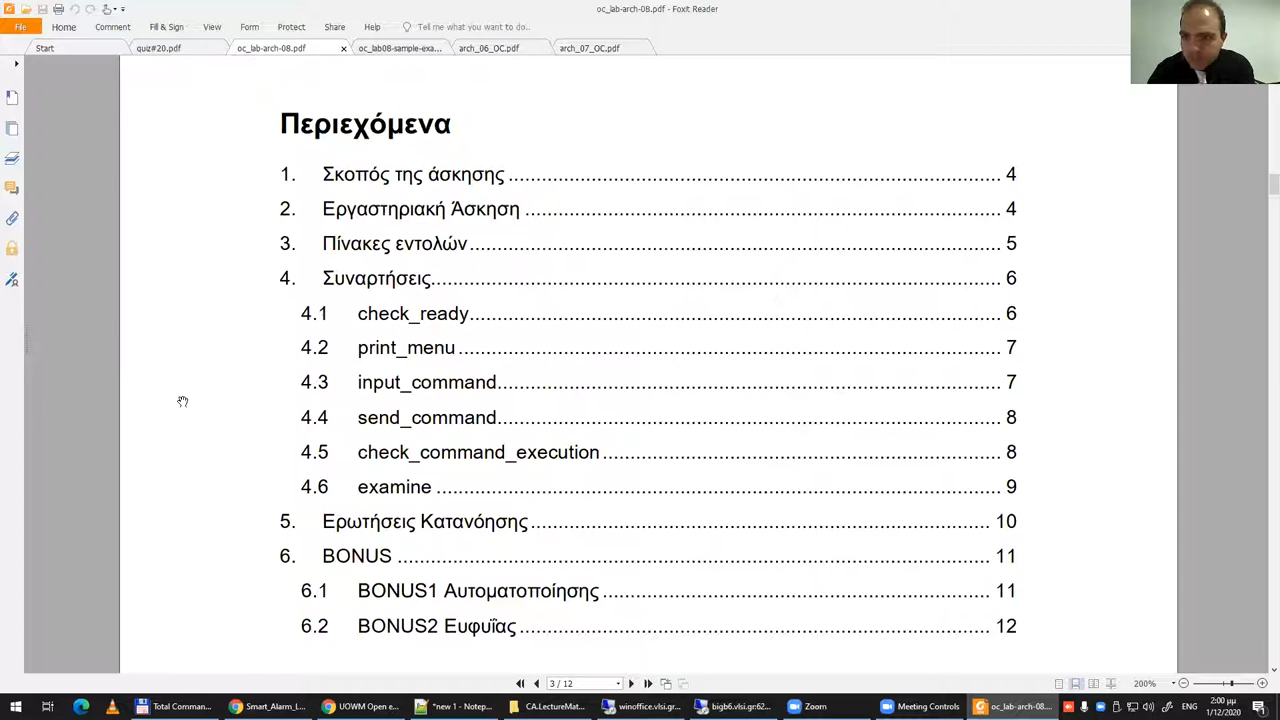 oc_lab-arch-08.pdf - Foxit Reader
File Home Comment Fill & Sign View Form Protect Share Help Tell me what you want to do...
Start quiz#20.pdf oc_lab-arch-08.pdf oc_lab08-sample-exa... arch_06_OC.pdf arch_07_OC.pdf
Περιεχόμενα
1. Σκοπός της άσκησης 4
2. Εργαστηριακή Άσκηση 4
3. Πίνακες εντολών 5
4. Συναρτήσεις 6
4.1 check_ready 6
4.2 print_menu 7
4.3 input_command 7
4.4 send_command 8
4.5 check_command_execution 8
4.6 examine 9
5. Ερωτήσεις Κατανόησης 10
6. BONUS 11
6.1 BONUS1 Αυτοματοποίησης 11
6.2 BONUS2 Ευφυΐας 12
3 / 12 200%
Total Comman... Smart_Alarm_L... UOWM Open e... *new 1 - Notep... CA.LectureMat... winoffice.vlsi.gr... bigb6.vlsi.gr:62... Zoom Meeting Controls oc_lab-arch-08.... 2:00 μμ
1/12/2020